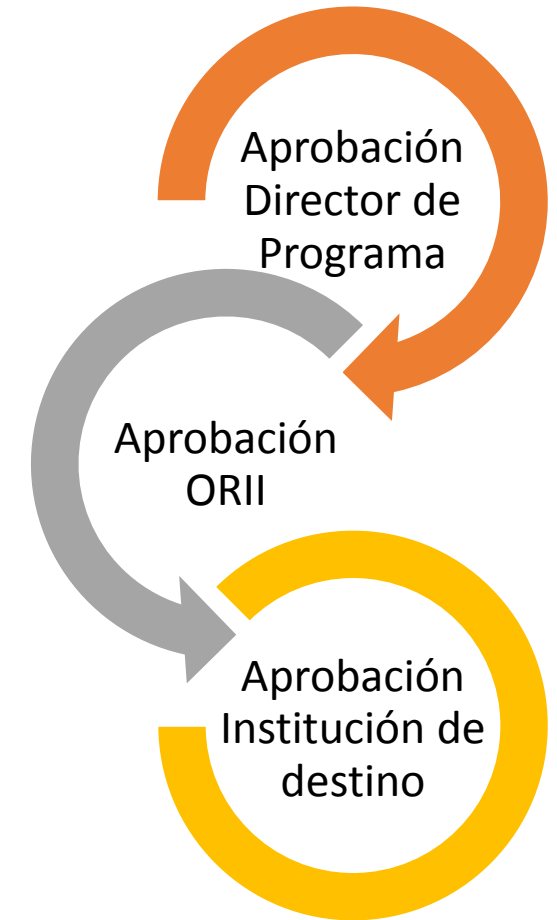 Aprobación
Director de
Programa
Aprobación
ORII
Aprobación
Institución de
destino